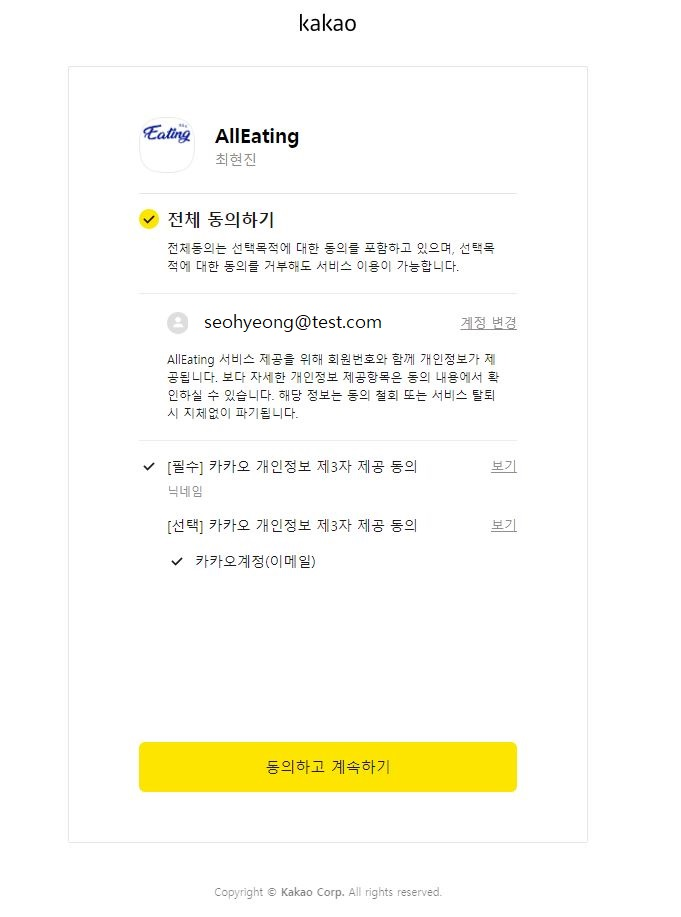 kakao
Eating
AllEating
최현진
전체 동의하기
전체동의는 선택목적에 대한 동의를 포함하고 있으며, 선택목
적에 대한 동의를 거부해도 서비스 이용이 가능합니다.
seohyeong@test.com 계정 변경
AllEating 서비스 제공을 위해 회원번호와 함께 개인정보가 제
공됩니다. 보다 자세한 개인정보 제공항목은 동의 내용에서 확
인하실 수 있습니다. 해당 정보는 동의 철회 또는 서비스 탈퇴
시 지체없이 파기됩니다.
[필수] 카카오 개인정보 제3자 제공 동의 보기
닉네임
[선택] 카카오 개인정보 제3자 제공 동의 보기
카카오계정(이메일)
동의하고 계속하기
Copyright © Kakao Corp. All rights reserved.